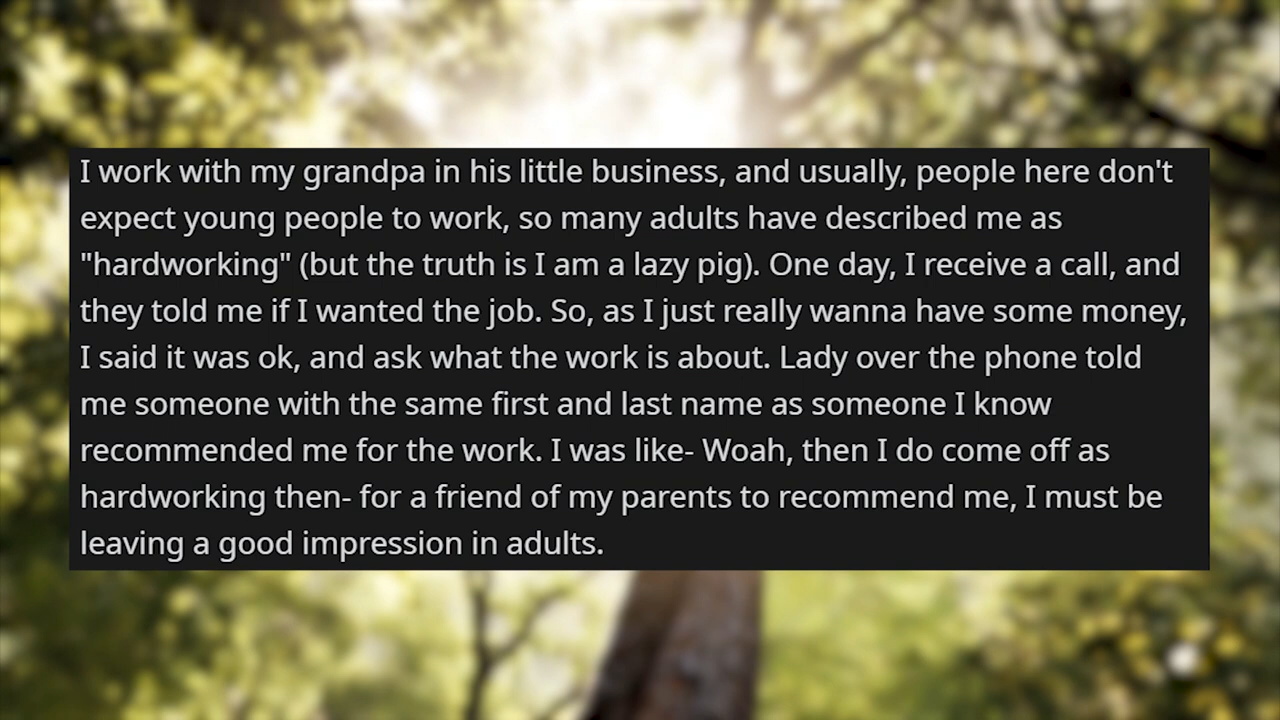 I work with my grandpa in his little business, and usually, people here don't
expect young people to work, so many adults have described me as
"hardworking" (but the truth is I am a lazy pig). One day, I receive a call, and
they told me if I wanted the job. So, as I just really wanna have some money,
I said it was ok, and ask what the work is about. Lady over the phone told
me someone with the same first and last name as someone I know
recommended me for the work. I was like- Woah, then I do come off as
hardworking then- for a friend of my parents to recommend me, I must be
leaving a good impression in adults.